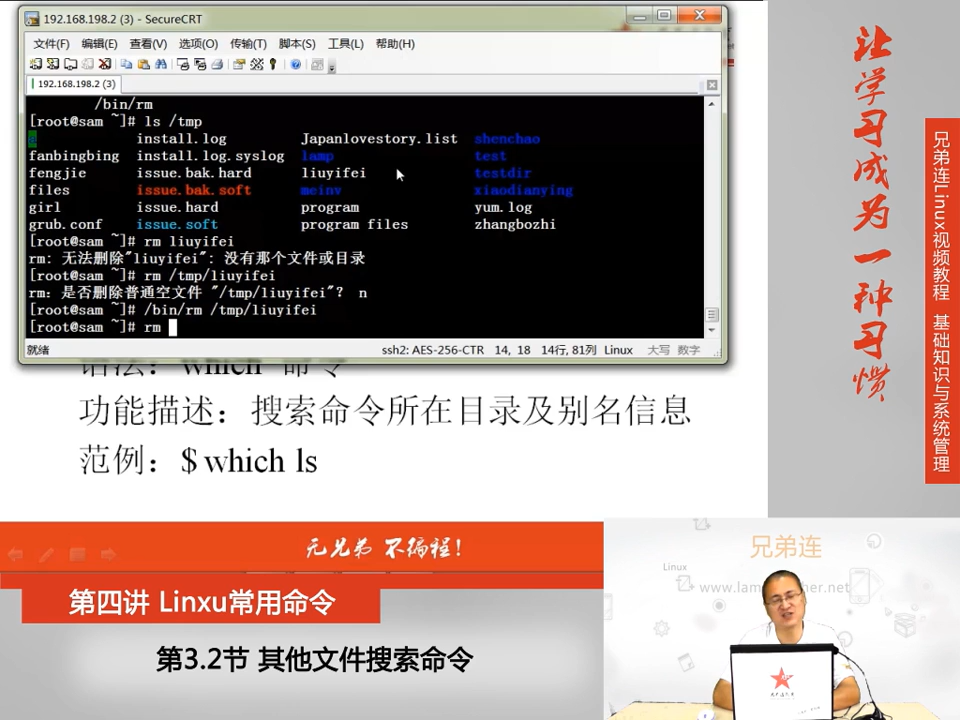 192.168.198.2 (3) - SecureCRT
文件(F) 编辑(E) 查看(V) 选项(O) 传输(T) 脚本(S) 工具(L) 帮助(H)
192.168.198.2 (3)
/bin/rm
[root@sam ~]# ls /tmp
install.log Japanlovestory.list shenchao
fanbingbing install.log.syslog lamp test
fengjie issue.bak.hard liuyifei testdir
files issue.bak.soft meinv xiaodianying
girl issue.hard program yum.log
grub.conf issue.soft program files zhangbozhi
[root@sam ~]# rm liuyifei
rm: 无法删除"liuyifei": 没有那个文件或目录
[root@sam ~]# rm /tmp/liuyifei
rm：是否删除普通空文件 "/tmp/liuyifei"？ n
[root@sam ~]# /bin/rm /tmp/liuyifei
[root@sam ~]# rm
就绪 ssh2: AES-256-CTR 14, 18 14行, 81列 Linux 大写 数字
语法：which 命令
功能描述：搜索命令所在目录及别名信息
范例：$ which ls
让学习成为一种习惯
兄弟连Linux视频教程 基础知识与系统管理
无兄弟 不编程！
第四讲 Linxu常用命令
第3.2节 其他文件搜索命令
兄弟连
Linux